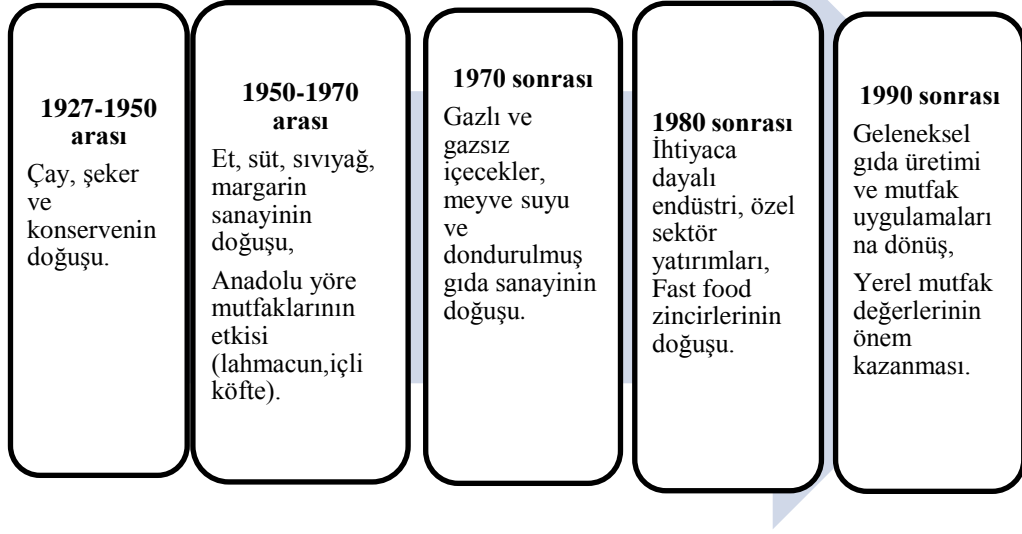 1927-1950
arası
Çay, şeker
ve
konservenin
doğuşu.
1950-1970
arası
Et, süt, sıvıyağ,
margarin
sanayinin
doğuşu,
Anadolu yöre
mutfaklarının
etkisi
(lahmacun,içli
köfte).
1970 sonrası
Gazlı ve
gazsız
içecekler,
meyve suyu
ve
dondurulmuş
gıda sanayinin
doğuşu.
1980 sonrası
İhtiyaca
dayalı
endüstri, özel
sektör
yatırımları,
Fast food
zincirlerinin
doğuşu.
1990 sonrası
Geleneksel
gıda üretimi
ve mutfak
uygulamaları
na dönüş,
Yerel mutfak
değerlerinin
önem
kazanması.